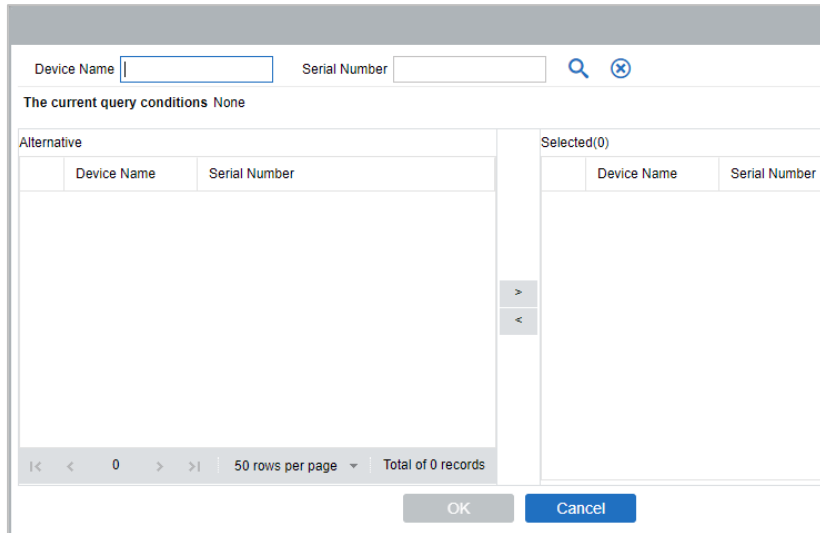 Device Name Serial Number
The current query conditions None
Alternative Selected(0)
Device Name Serial Number Device Name Serial Number
>
<
0 50 rows per page Total of 0 records
OK Cancel